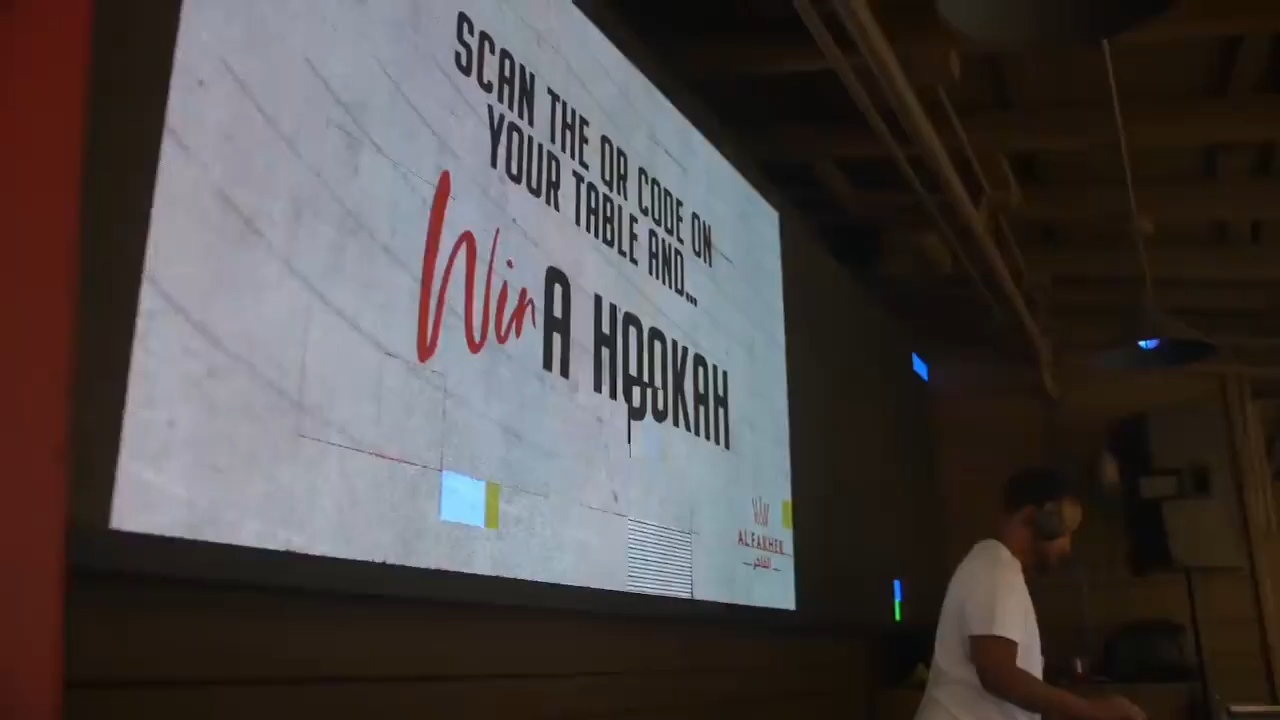 SCAN THE QR CODE ON
YOUR TABLE AND...
Win A HOOKAH
AL FAKHER
الفاخر